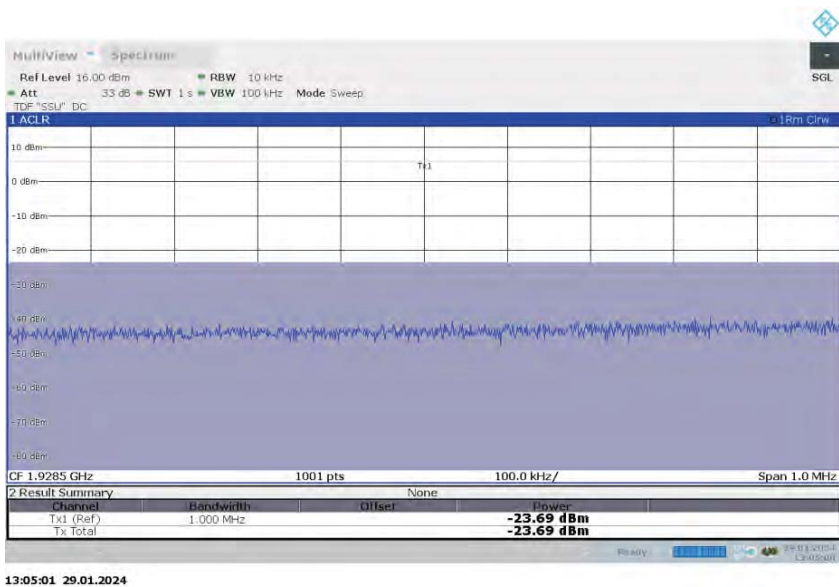 MultiView Spectrum
Ref Level 16.00 dBm RBW 10 kHz SGL
Att 33 dB SWT 1 s VBW 100 kHz Mode Sweep
TDF "SSU" DC
1 ACLR 1Rm Clrw
10 dBm
Tx1
0 dBm
-10 dBm
-20 dBm
-30 dBm
-40 dBm
-50 dBm
-60 dBm
-70 dBm
-80 dBm
CF 1.9285 GHz 1001 pts 100.0 kHz/ Span 1.0 MHz
2 Result Summary None
Channel Bandwidth Offset Power
Tx1 (Ref) 1.000 MHz -23.69 dBm
Tx Total -23.69 dBm
Ready 29.01.2024
13:05:00
13:05:01 29.01.2024